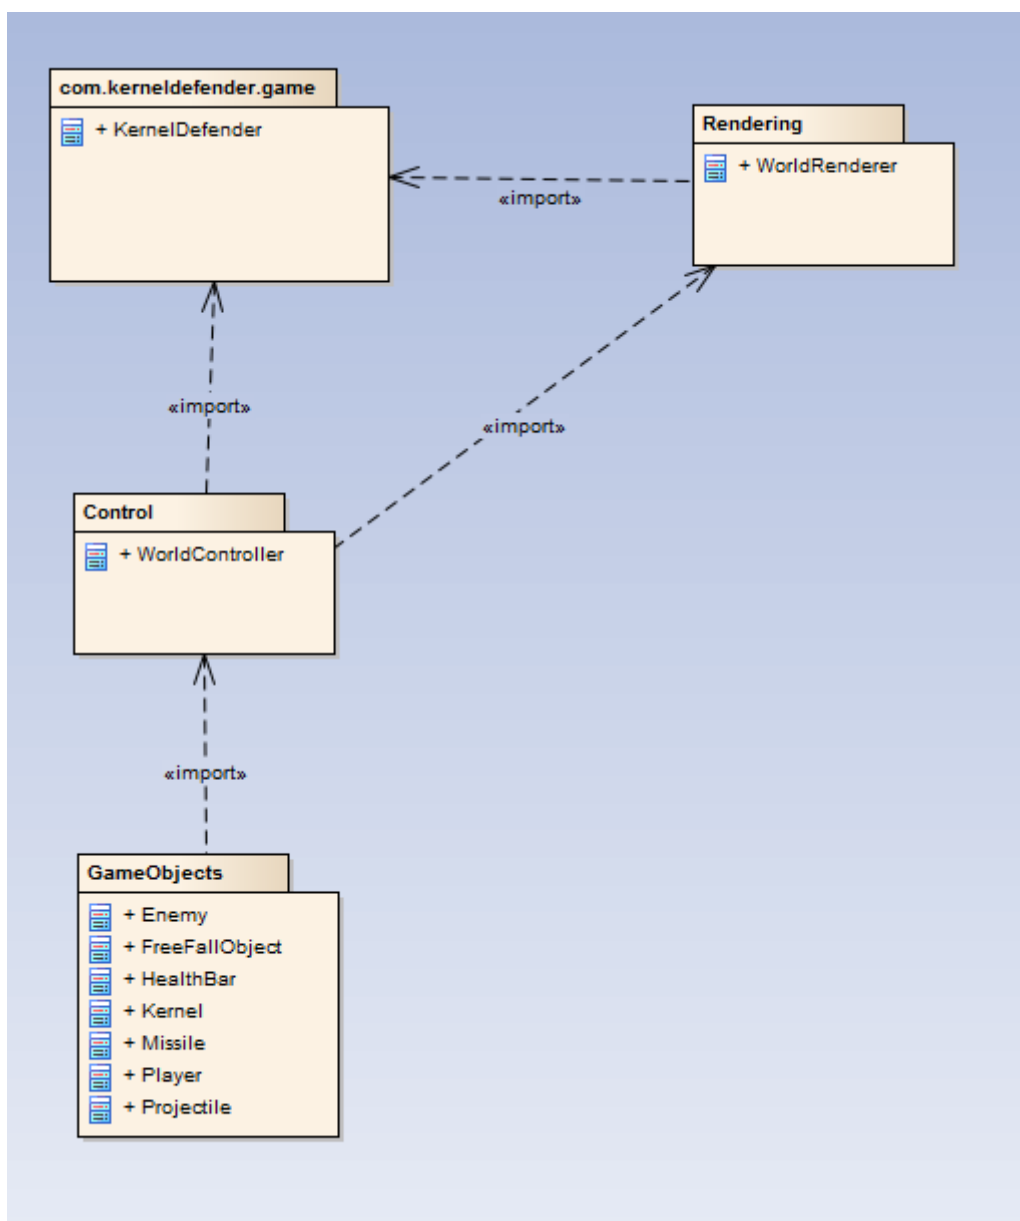 com.kerneldefender.game
+ KernelDefender
Rendering
+ WorldRenderer
«import»
«import»
«import»
Control
+ WorldController
«import»
GameObjects
+ Enemy
+ FreeFallObject
+ HealthBar
+ Kernel
+ Missile
+ Player
+ Projectile